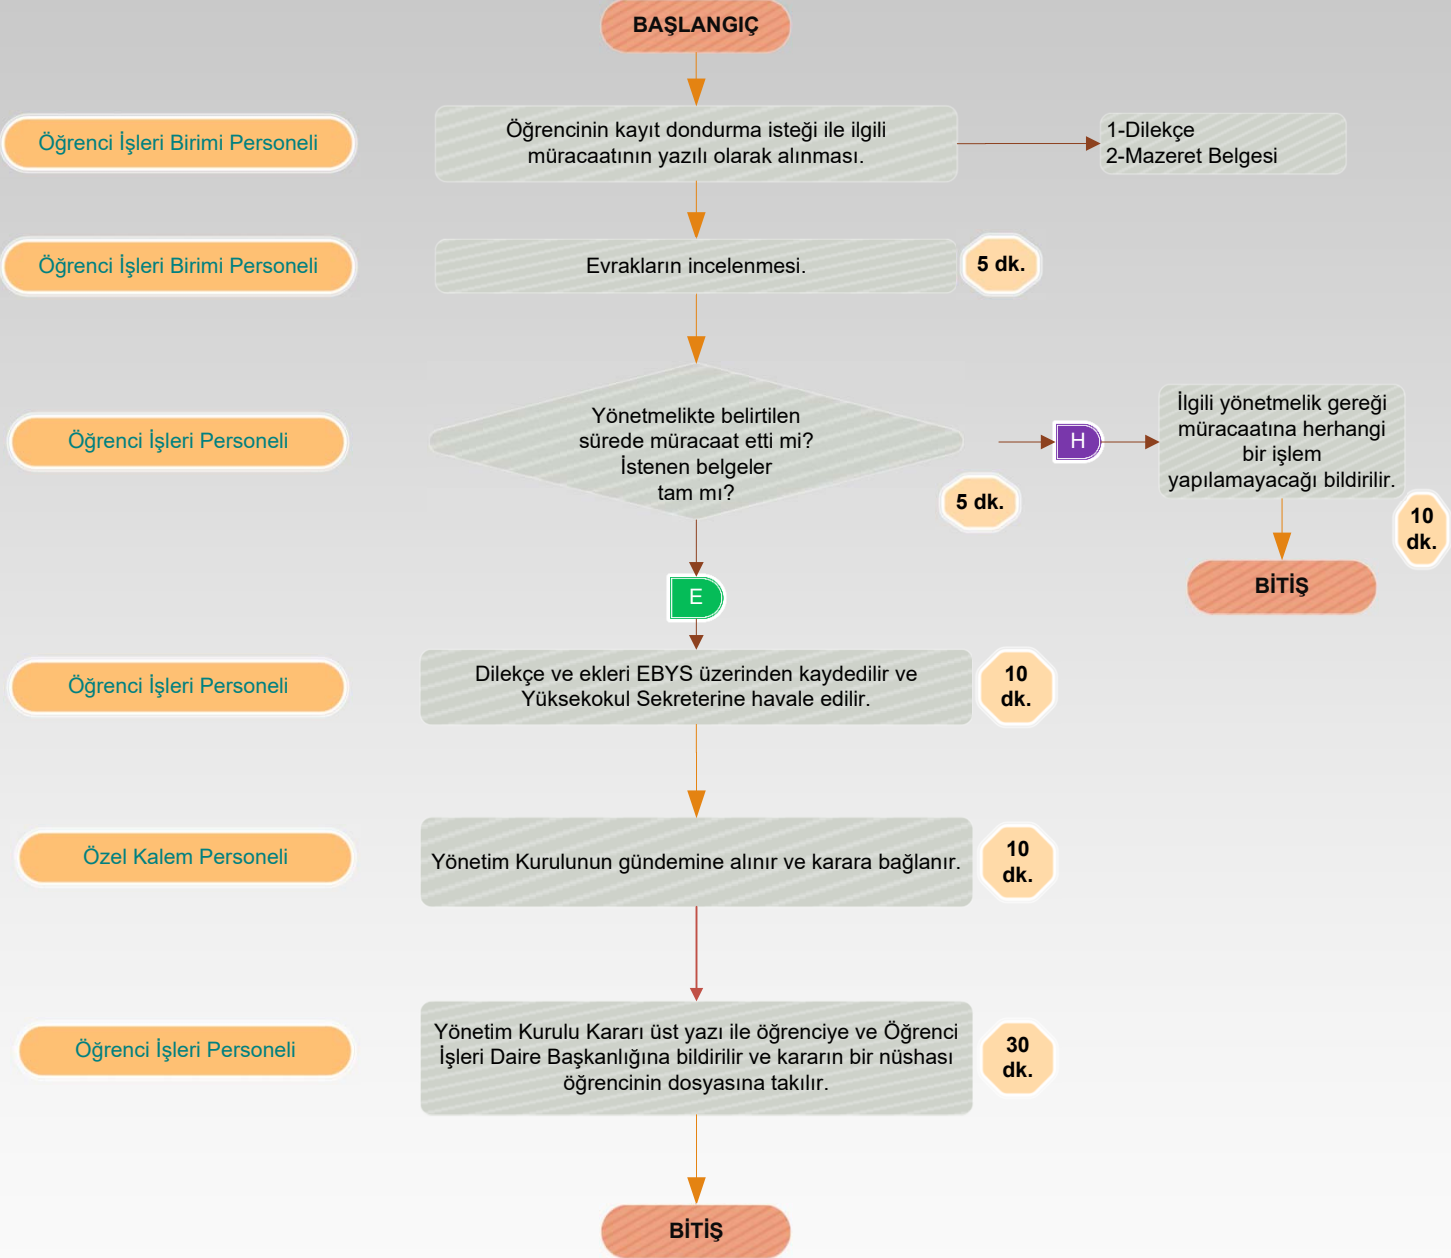 BAŞLANGIÇ
Öğrenci İşleri Birimi Personeli
Öğrencinin kayıt dondurma isteği ile ilgili
müracaatının yazılı olarak alınması.
1-Dilekçe
2-Mazeret Belgesi
Öğrenci İşleri Birimi Personeli
Evrakların incelenmesi.
5 dk.
Öğrenci İşleri Personeli
Yönetmelikte belirtilen
sürede müracaat etti mi?
İstenen belgeler
tam mı?
5 dk.
H
İlgili yönetmelik gereği
müracaatına herhangi
bir işlem
yapılamayacağı bildirilir.
10
dk.
BİTİŞ
E
Öğrenci İşleri Personeli
Dilekçe ve ekleri EBYS üzerinden kaydedilir ve
Yüksekokul Sekreterine havale edilir.
10
dk.
Özel Kalem Personeli
Yönetim Kurulunun gündemine alınır ve karara bağlanır.
10
dk.
Öğrenci İşleri Personeli
Yönetim Kurulu Kararı üst yazı ile öğrenciye ve Öğrenci
İşleri Daire Başkanlığına bildirilir ve kararın bir nüshası
öğrencinin dosyasına takılır.
30
dk.
BİTİŞ